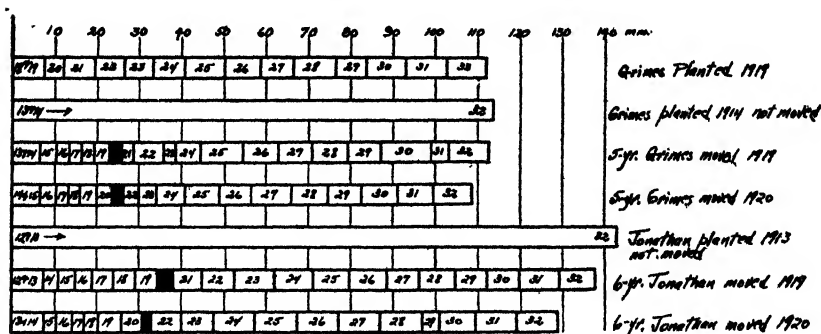 10 20 30 40 50 60 70 80 90 100 110 120 130 140 mm.
20 21 22 23 24 25 26 27 28 29 30 31 32 Grimes Planted 1919
→ 32 Grimes planted 1914 not moved
15 16 17 18 19 21 22 23 24 25 26 27 28 29 30 31 32 5-yr. Grimes moved 1919
16 17 18 19 20 22 23 24 25 26 27 28 29 30 31 32 5-yr. Grimes moved 1920
→ 32 Jonathan planted 1913
not moved
14 15 16 17 18 19 21 22 23 24 25 26 27 28 29 30 31 32 6-yr. Jonathan moved 1919
15 16 17 18 19 20 22 23 24 25 26 27 28 29 30 31 32 6-yr. Jonathan moved 1920